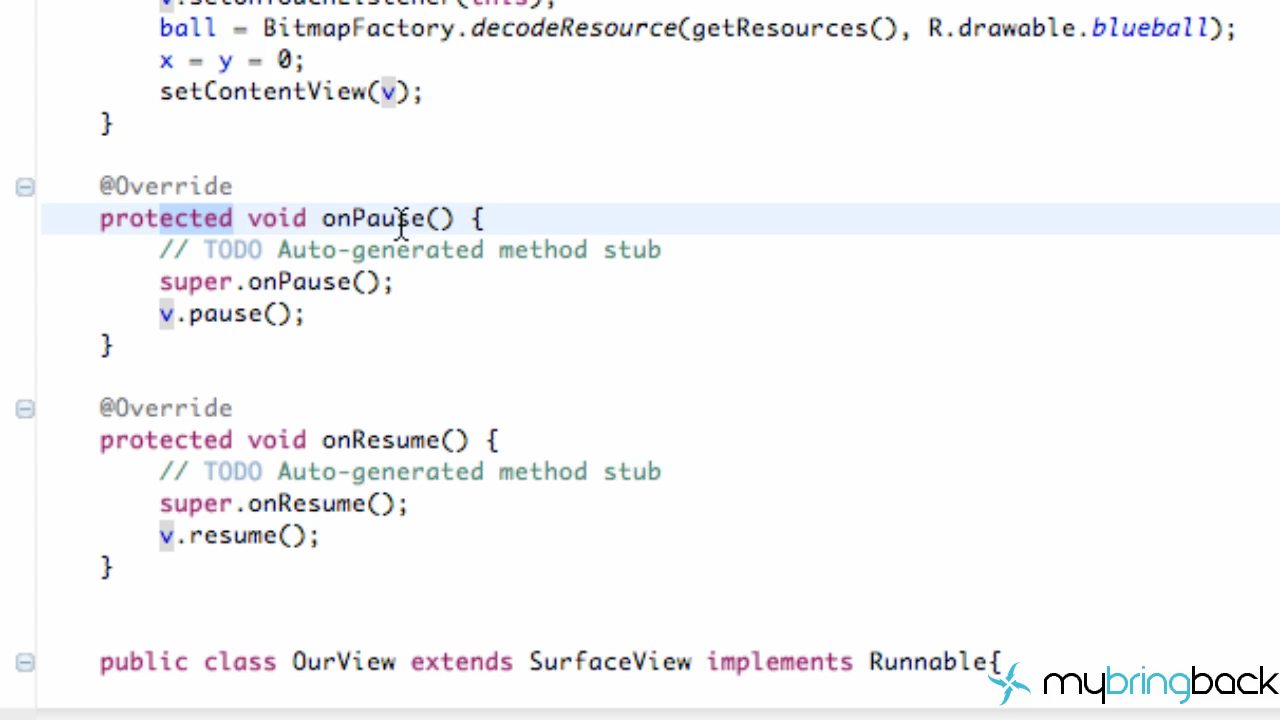 v.setOnTouchListener(this);
ball = BitmapFactory.decodeResource(getResources(), R.drawable.blueball);
x = y = 0;
setContentView(v);
}
@Override
protected void onPause() {
// TODO Auto-generated method stub
super.onPause();
v.pause();
}
@Override
protected void onResume() {
// TODO Auto-generated method stub
super.onResume();
v.resume();
}
public class OurView extends SurfaceView implements Runnable{
mybringback